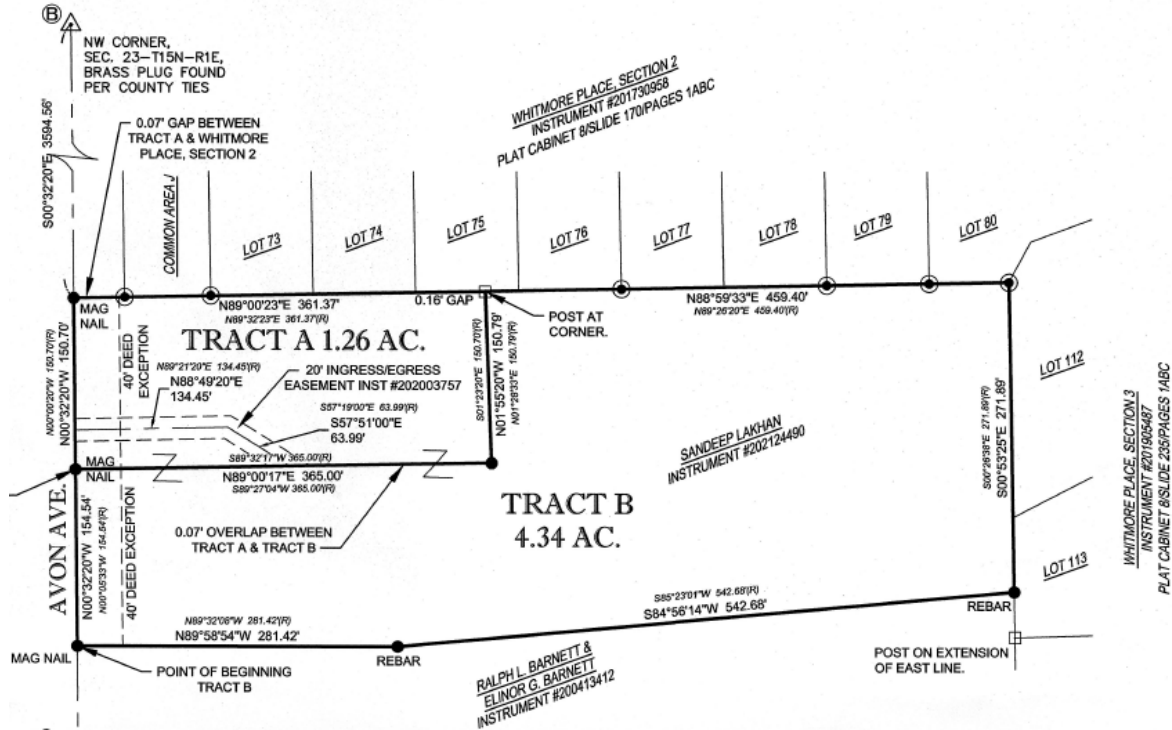 B
NW CORNER,
SEC. 23-T15N-R1E,
BRASS PLUG FOUND
PER COUNTY TIES
S00°32'20"E 3594.56'
0.07' GAP BETWEEN
TRACT A & WHITMORE
PLACE, SECTION 2
WHITMORE PLACE, SECTION 2
INSTRUMENT #201730958
PLAT CABINET 8/SLIDE 170/PAGES 1ABC
COMMON AREA J
LOT 73
LOT 74
LOT 75
LOT 76
LOT 77
LOT 78
LOT 79
LOT 80
MAG
NAIL
N89°00'23"E 361.37'
N89°32'23"E 361.37'(R)
0.16' GAP
N88°59'33"E 459.40'
N89°26'20"E 459.40'(R)
POST AT
CORNER.
TRACT A 1.26 AC.
N00°00'20"W 150.70'(R)
N00°32'20"W 150.70'
40' DEED
EXCEPTION
N89°21'20"E 134.45'(R)
N88°49'20"E
134.45'
20' INGRESS/EGRESS
EASEMENT INST #202003757
S57°19'00"E 63.99'(R)
S57°51'00"E
63.99'
S01°23'20"E 150.70'(R)
N01°55'20"W 150.79'
N01°28'33"E 150.79'(R)
S89°32'17"W 365.00'(R)
N89°00'17"E 365.00'
S89°27'04"W 365.00'(R)
MAG
NAIL
SANDEEP LAKHAN
INSTRUMENT #202124490
S00°26'38"E 271.89'(R)
S00°53'25"E 271.89'
LOT 112
WHITMORE PLACE, SECTION 3
INSTRUMENT #201905487
PLAT CABINET 8/SLIDE 235/PAGES 1ABC
TRACT B
4.34 AC.
0.07' OVERLAP BETWEEN
TRACT A & TRACT B
AVON AVE.
N00°32'20"W 154.54'
N00°05'33"W 154.54'(R)
40' DEED EXCEPTION
LOT 113
S85°23'01"W 542.68'(R)
S84°56'14"W 542.68'
REBAR
N89°32'06"W 281.42'(R)
N89°58'54"W 281.42'
MAG NAIL
POINT OF BEGINNING
TRACT B
REBAR
RALPH L. BARNETT &
ELINOR G. BARNETT
INSTRUMENT #200413412
POST ON EXTENSION
OF EAST LINE.